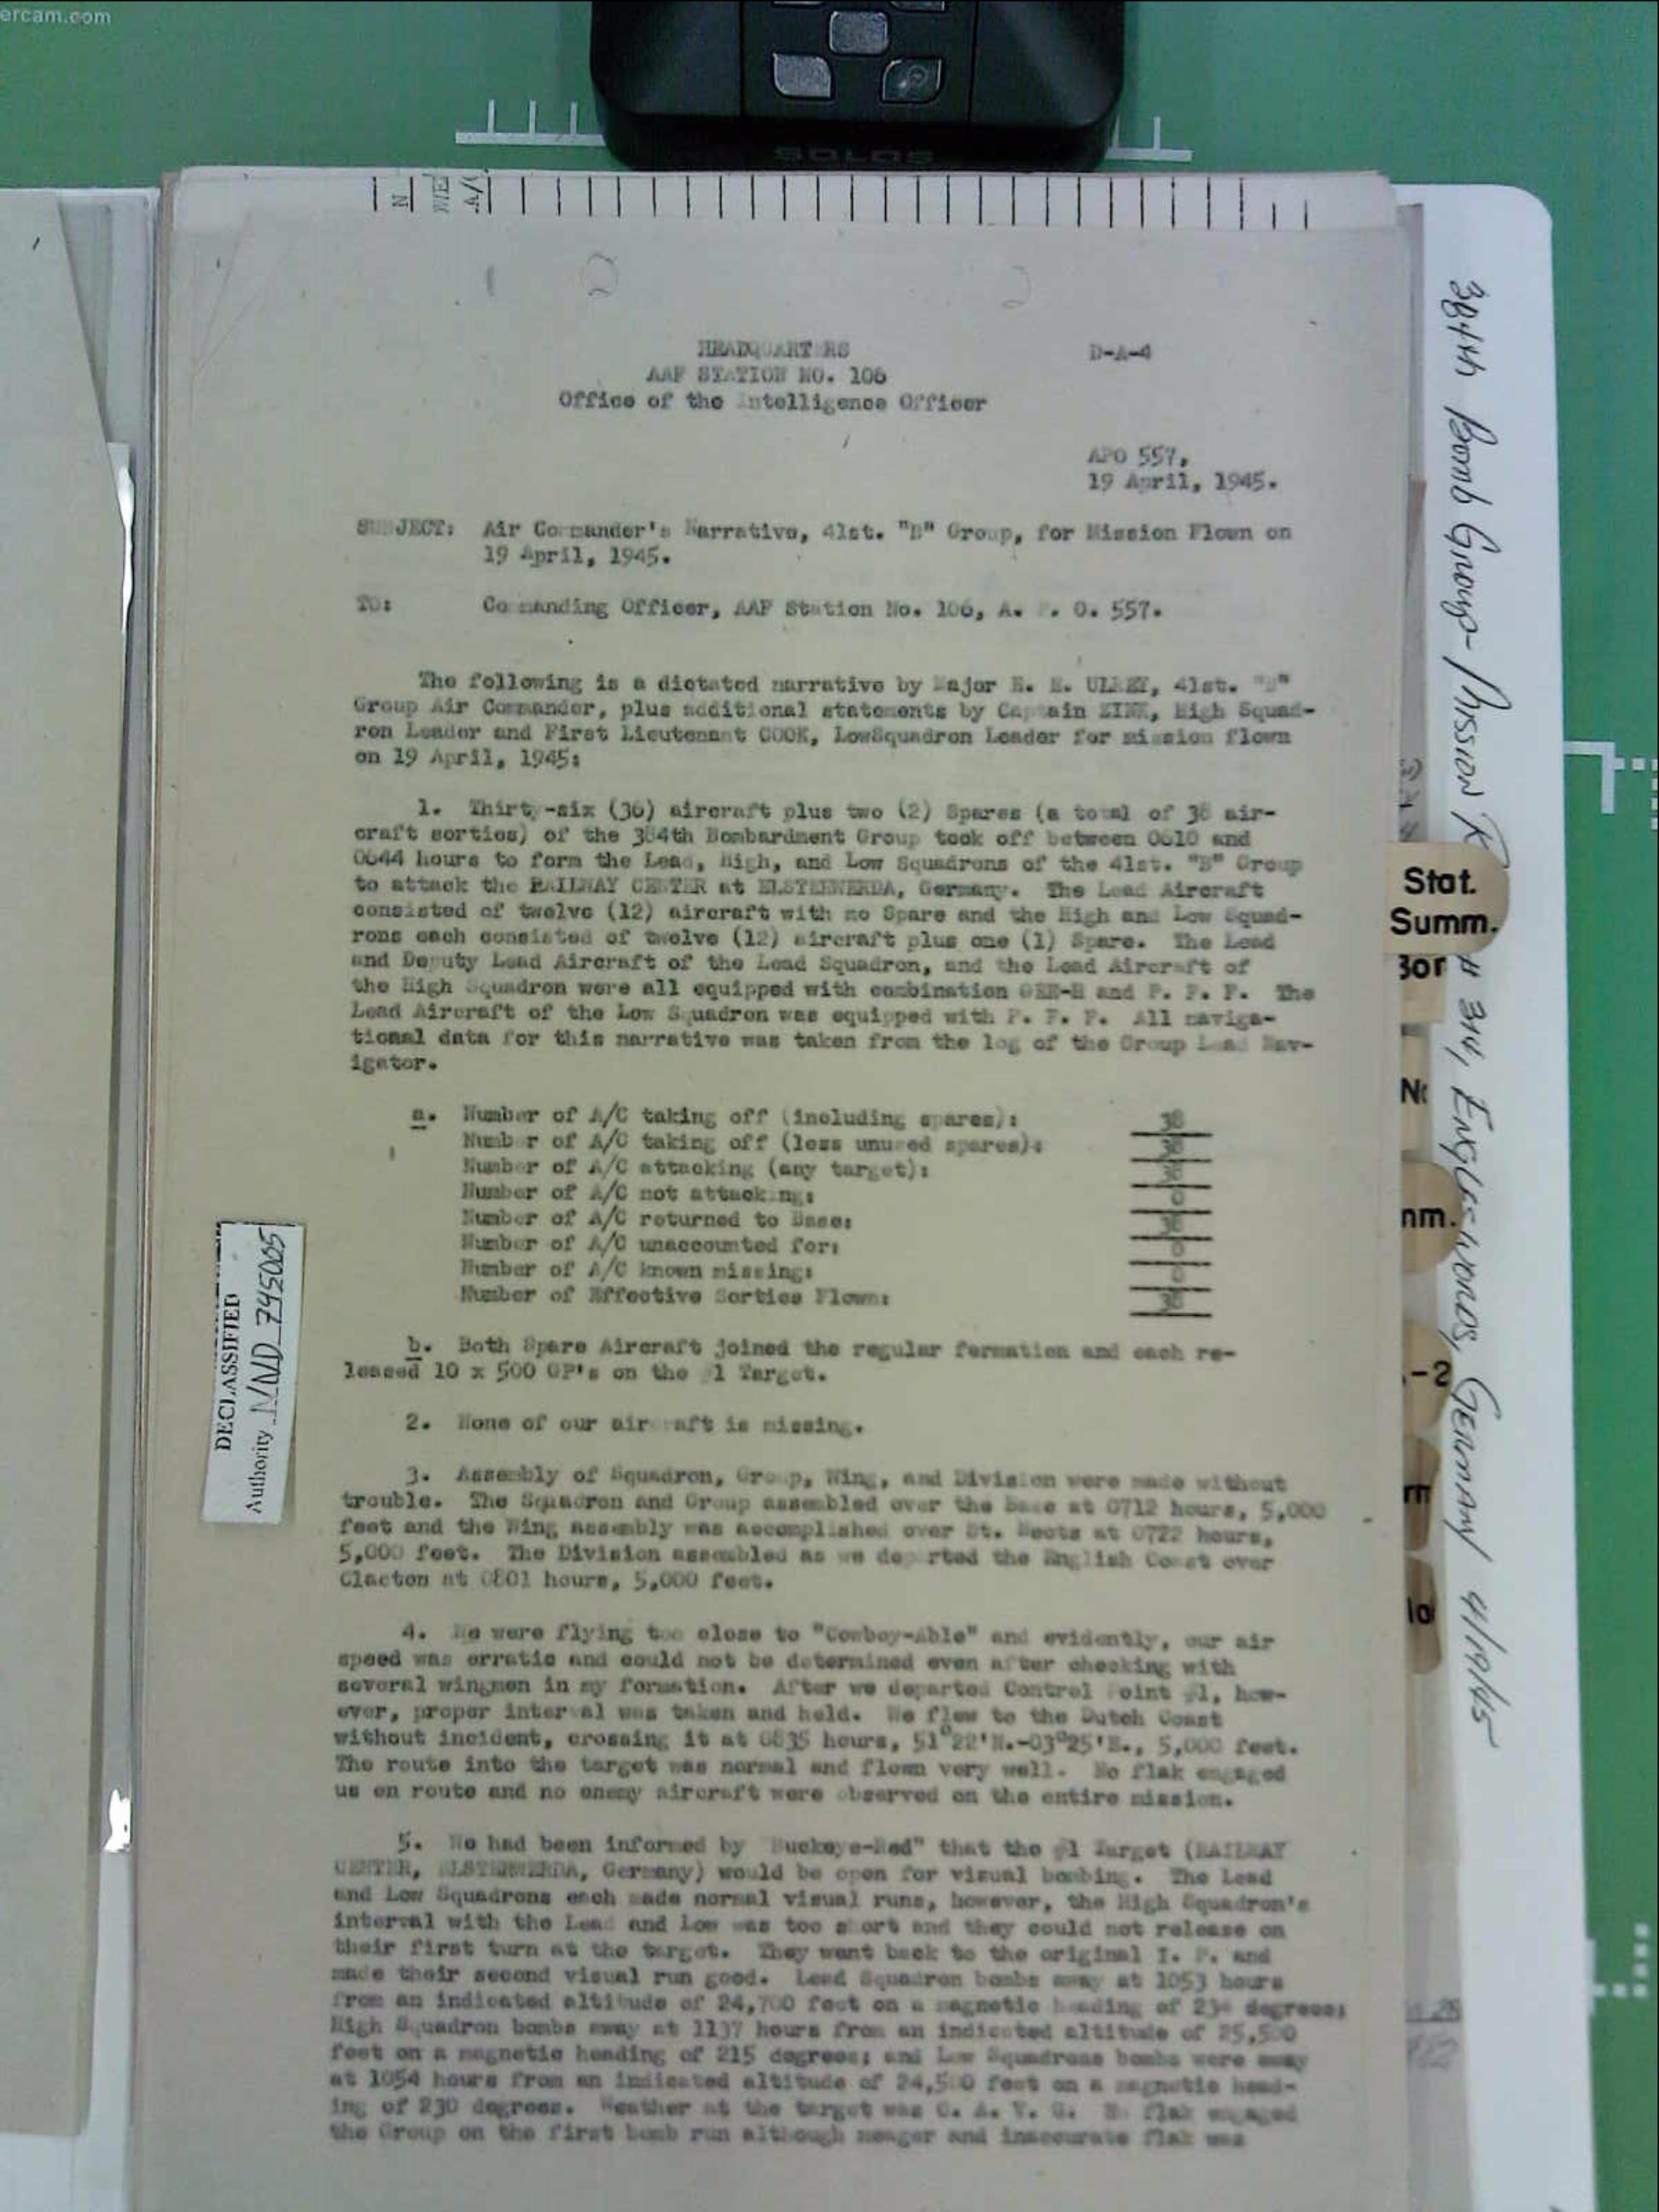 ercam.com
SOLOS
N
A/C
HEADQUARTERS
D-A-4
AAF STATION NO. 106
Office of the Intelligence Officer
APO 557,
19 April, 1945.
SUBJECT: Air Commander's Narrative, 41st. "B" Group, for Mission Flown on
19 April, 1945.
TO: Commanding Officer, AAF Station No. 106, A. P. O. 557.
The following is a dictated narrative by Major 41st. "B"
Group Air Commander, plus additional statements by Captain High Squad-
ron Leader and First Lieutenant COOK, LowSquadron Leader for mission flown
on 19 April, 1945:
1. Thirty-six (36) aircraft plus two (2) Spares (a total of 38 air-
craft sorties) of the 384th Bombardment Group took off between 0610 and
0644 hours to form the Lead, High, and Low Squadrons of the 41st. "B" Group
to attack the RAILWAY CENTER at ELSTERWERDA, Germany. The Lead Aircraft
consisted of twelve (12) aircraft with no Spare and the High and Low Squad-
rons each consisted of twelve (12) aircraft plus one (1) Spare. The Lead
and Deputy Lead Aircraft of the Lead Squadron, and the Lead Aircraft of
the High Squadron were all equipped with combination GEE-H and P. F. F. The
Lead Aircraft of the Low Squadron was equipped with P. F. F. All naviga-
tional data for this narrative was taken from the log of the Group Lead Nav-
igator.
a. Number of A/C taking off (including spares): 38
Number of A/C taking off (less unused spares): 38
Number of A/C attacking (any target): 38
Number of A/C not attacking: 0
Number of A/C returned to Base: 38
Number of A/C unaccounted for: 0
Number of A/C known missing: 0
Number of Effective Sorties Flown: 38
b. Both Spare Aircraft joined the regular formation and each re-
leased 10 x 500 GP's on the #1 Target.
2. None of our aircraft is missing.
3. Assembly of Squadron, Group, Wing, and Division were made without
trouble. The Squadron and Group assembled over the Base at 0712 hours, 5,000
feet and the Wing assembly was accomplished over St. Neots at 0722 hours,
5,000 feet. The Division assembled as we departed the English Coast over
Clacton at 0801 hours, 5,000 feet.
4. We were flying too close to "Cowboy-Able" and evidently, our air
speed was erratic and could not be determined even after checking with
several wingmen in my formation. After we departed Control Point #1, how-
ever, proper interval was taken and held. We flew to the Dutch Coast
without incident, crossing it at 0835 hours, 51°22'N.-03°25'E., 5,000 feet.
The route into the target was normal and flown very well. No flak engaged
us en route and no enemy aircraft were observed on the entire mission.
5. We had been informed by "Buckeye-Red" that the #1 Target (RAILWAY
CENTER, ELSTERWERDA, Germany) would be open for visual bombing. The Lead
and Low Squadrons each made normal visual runs, however, the High Squadron's
interval with the Lead and Low was too short and they could not release on
their first turn at the target. They went back to the original I. P. and
made their second visual run good. Lead Squadron bombs away at 1053 hours
from an indicated altitude of 24,700 feet on a magnetic heading of degrees;
High Squadron bombs away at 1137 hours from an indicated altitude of 25,500
feet on a magnetic heading of 215 degrees; and Low Squadrons bombs were away
at 1054 hours from an indicated altitude of 24,500 feet on a magnetic head-
ing of 230 degrees. Weather at the target was C. A. V. U. No flak engaged
the Group on the first bomb run although meager and inaccurate flak was
DECLASSIFIED
Authority NND 745005
384th Bomb Group - Mission # 314, Germany 4/19/45
Stat.
Summ.
Bor
nm.
-2